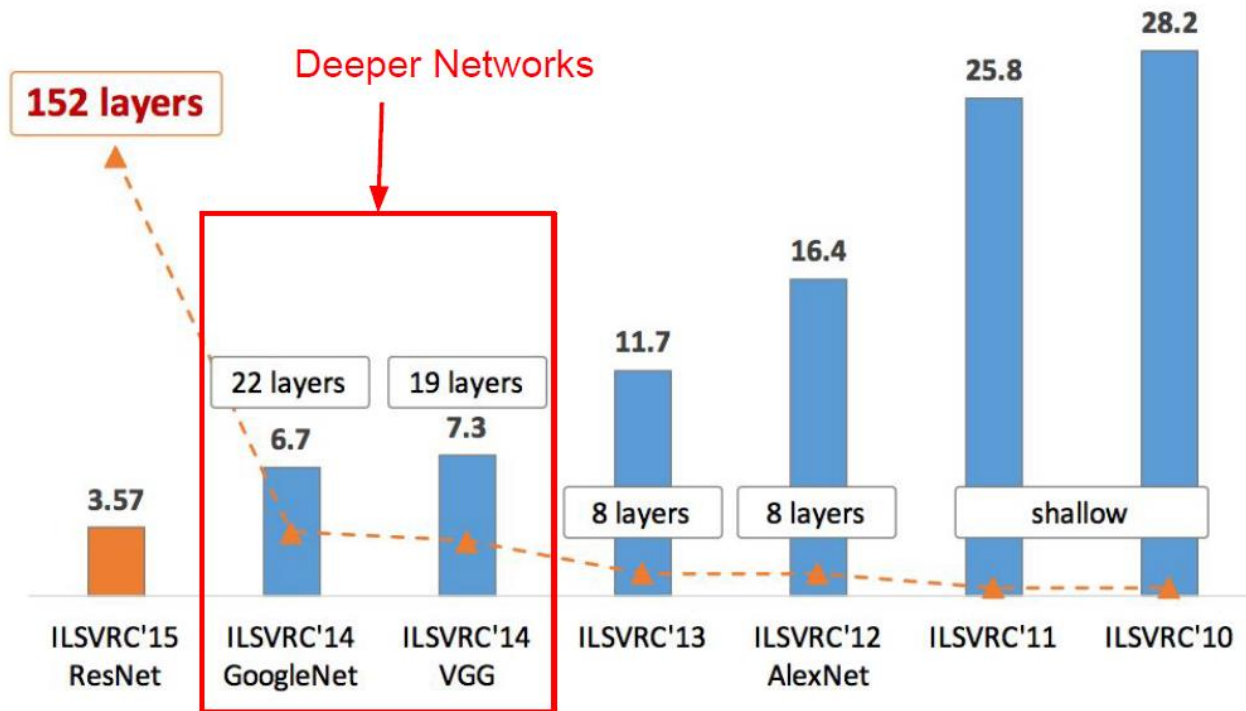 28.2
Deeper Networks
25.8
152 layers
16.4
11.7
22 layers
19 layers
7.3
6.7
3.57
8 layers
8 layers
shallow
ILSVRC'15
ResNet
ILSVRC'14
GoogleNet
ILSVRC'14
VGG
ILSVRC'13
ILSVRC'12
AlexNet
ILSVRC'11
ILSVRC'10